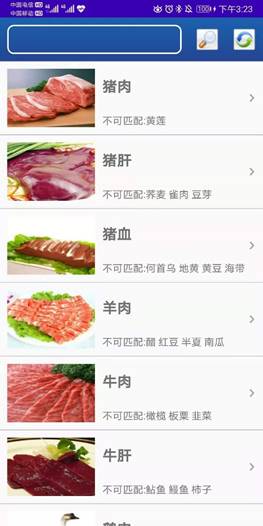 中国电信 HD
中国移动 HD
100
下午3:23
猪肉
不可匹配:黄莲
猪肝
不可匹配:荞麦 雀肉 豆芽
猪血
不可匹配:何首乌 地黄 黄豆 海带
羊肉
不可匹配:醋 红豆 半夏 南瓜
牛肉
不可匹配:橄榄 板栗 韭菜
牛肝
不可匹配:鲇鱼 鳗鱼 柿子